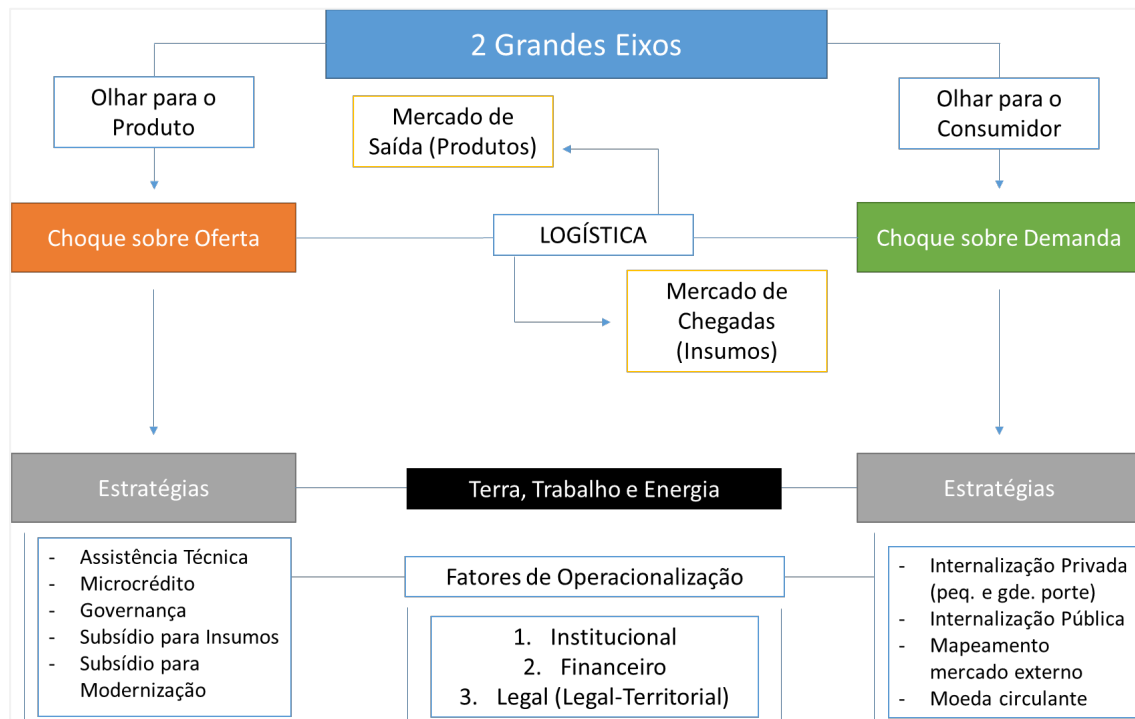 2 Grandes Eixos
Olhar para o
Produto
Mercado de
Saída (Produtos)
Olhar para o
Consumidor
Choque sobre Oferta
LOGÍSTICA
Choque sobre Demanda
Mercado de
Chegadas
(Insumos)
Estratégias
Terra, Trabalho e Energia
Estratégias
- Assistência Técnica
- Microcrédito
- Governança
- Subsídio para Insumos
- Subsídio para
Modernização
Fatores de Operacionalização
1. Institucional
2. Financeiro
3. Legal (Legal-Territorial)
- Internalização Privada
(peq. e gde. porte)
- Internalização Pública
- Mapeamento
mercado externo
- Moeda circulante